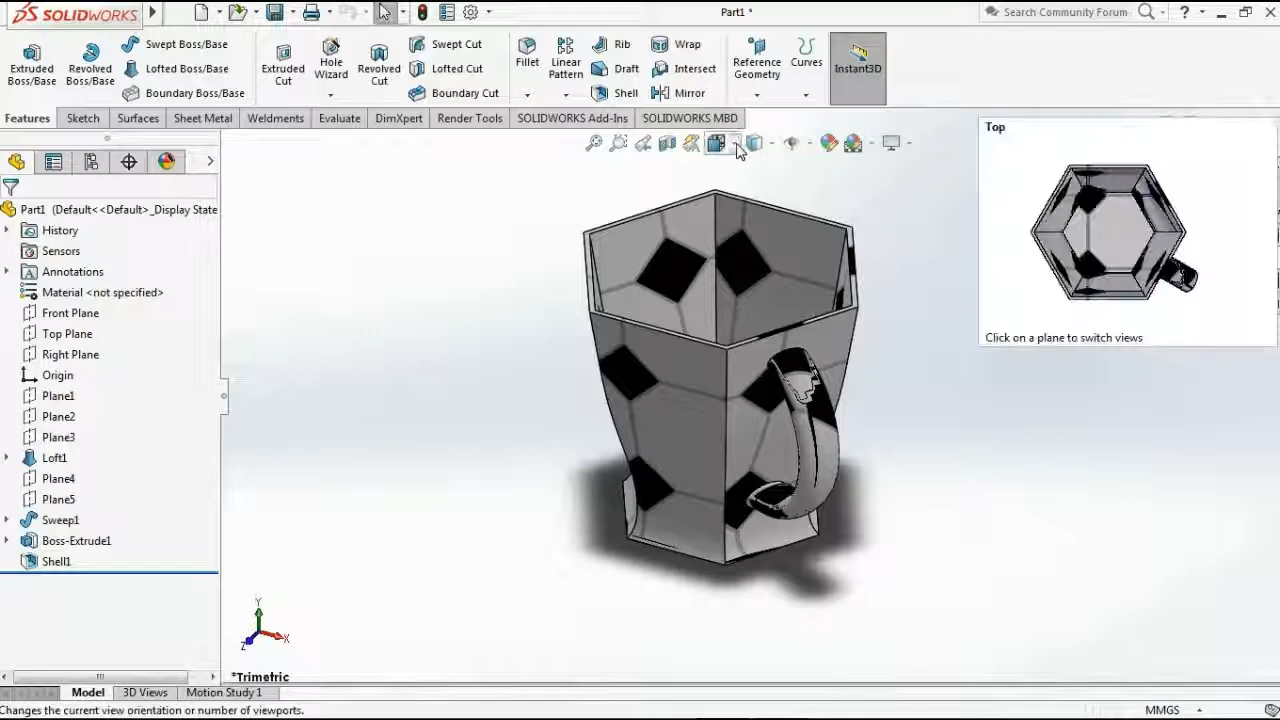 SOLIDWORKS
Part1 *
Search Community Forum
?
Extruded Boss/Base
Revolved Boss/Base
Swept Boss/Base
Lofted Boss/Base
Boundary Boss/Base
Extruded Cut
Hole Wizard
Revolved Cut
Swept Cut
Lofted Cut
Boundary Cut
Fillet
Linear Pattern
Rib
Draft
Shell
Wrap
Intersect
Mirror
Reference Geometry
Curves
Instant3D
Features
Sketch
Surfaces
Sheet Metal
Weldments
Evaluate
DimXpert
Render Tools
SOLIDWORKS Add-Ins
SOLIDWORKS MBD
Part1 (Default<<Default>_Display State
History
Sensors
Annotations
Material <not specified>
Front Plane
Top Plane
Right Plane
Origin
Plane1
Plane2
Plane3
Loft1
Plane4
Plane5
Sweep1
Boss-Extrude1
Shell1
Top
Click on a plane to switch views
Y
X
Z
*Trimetric
Model
3D Views
Motion Study 1
Changes the current view orientation or number of viewports.
MMGS